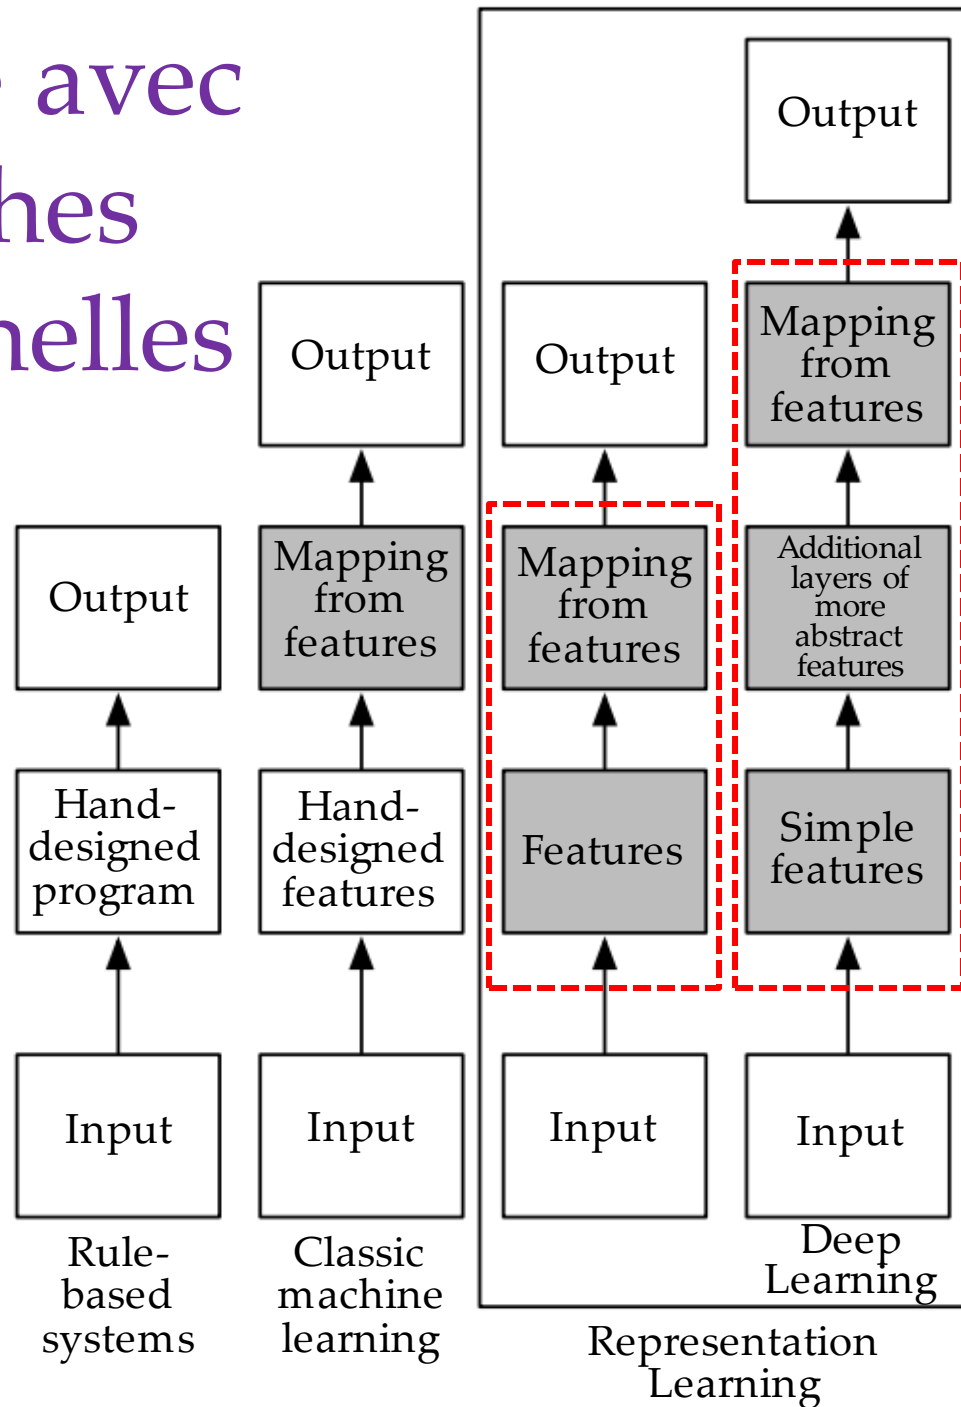 avec
Output
Output
Output
Mapping
from
features
Output
Mapping
from
features
Mapping
from
features
Additional
layers of
more
abstract
features
Hand-
designed
program
Hand-
designed
features
Features
Simple
features
Input
Input
Input
Input
Rule-
based
systems
Classic
machine
learning
Deep
Learning
Representation
Learning